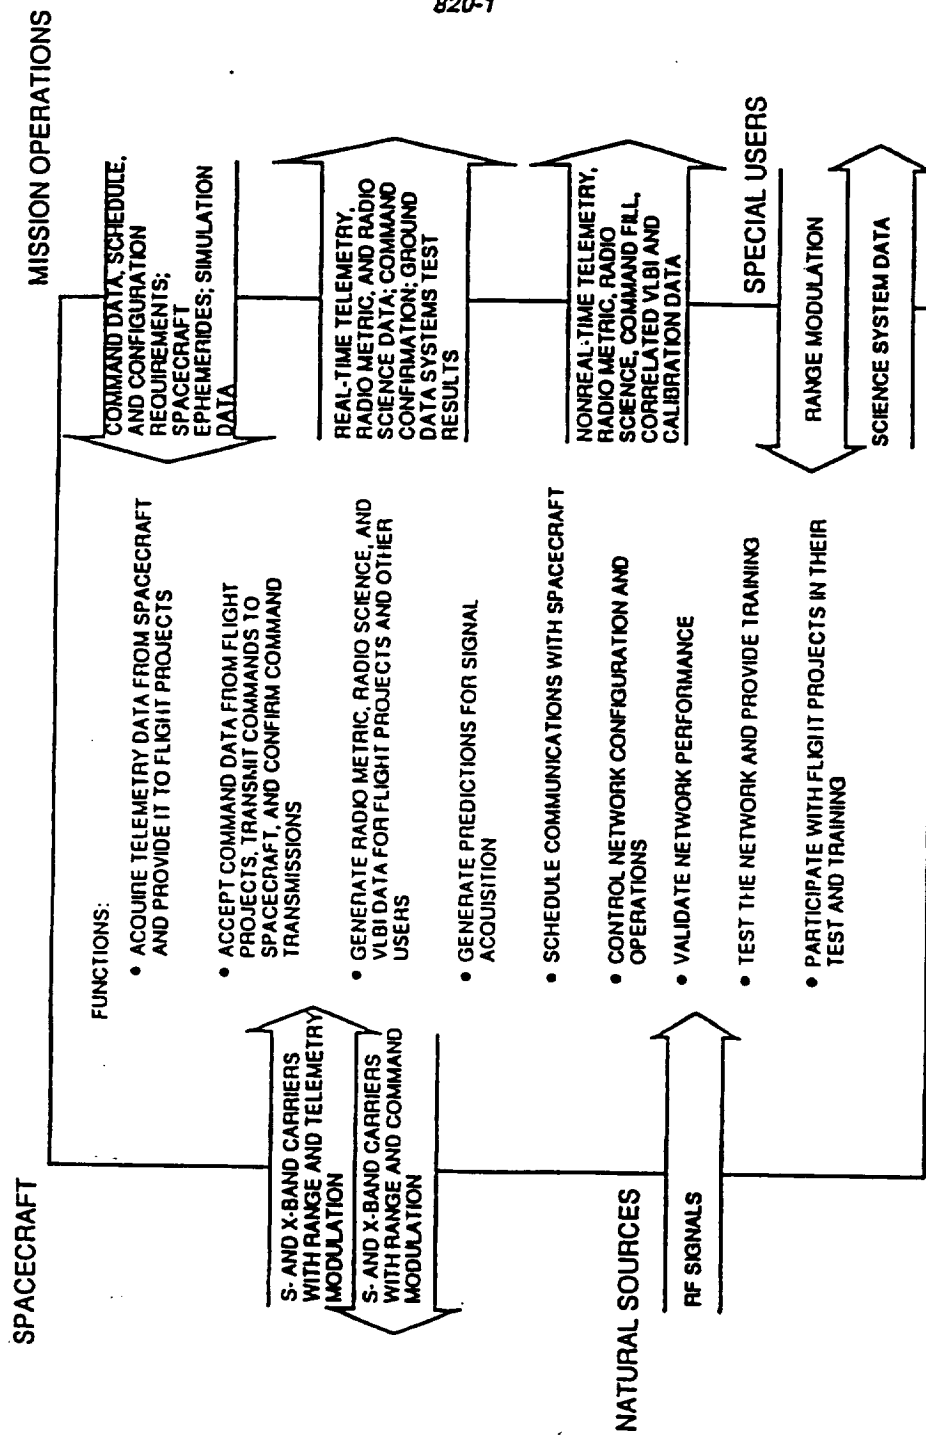 820-1
SPACECRAFT
MISSION OPERATIONS
S- AND X-BAND CARRIERS
WITH RANGE AND TELEMETRY
MODULATION
S- AND X-BAND CARRIERS
WITH RANGE AND COMMAND
MODULATION
NATURAL SOURCES
RF SIGNALS
FUNCTIONS:
• ACQUIRE TELEMETRY DATA FROM SPACECRAFT
AND PROVIDE IT TO FLIGHT PROJECTS
• ACCEPT COMMAND DATA FROM FLIGHT
PROJECTS, TRANSMIT COMMANDS TO
SPACECRAFT, AND CONFIRM COMMAND
TRANSMISSIONS
• GENERATE RADIO METRIC, RADIO SCIENCE, AND
VLBI DATA FOR FLIGHT PROJECTS AND OTHER
USERS
• GENERATE PREDICTIONS FOR SIGNAL
ACQUISITION
• SCHEDULE COMMUNICATIONS WITH SPACECRAFT
• CONTROL NETWORK CONFIGURATION AND
OPERATIONS
• VALIDATE NETWORK PERFORMANCE
• TEST THE NETWORK AND PROVIDE TRAINING
• PARTICIPATE WITH FLIGHT PROJECTS IN THEIR
TEST AND TRAINING
COMMAND DATA, SCHEDULE,
AND CONFIGURATION
REQUIREMENTS;
SPACECRAFT
EPHEMERIDES; SIMULATION
DATA
REAL-TIME TELEMETRY,
RADIO METRIC, AND RADIO
SCIENCE DATA; COMMAND
CONFIRMATION; GROUND
DATA SYSTEMS TEST
RESULTS
NONREAL-TIME TELEMETRY,
RADIO METRIC, RADIO
SCIENCE, COMMAND FILL,
CORRELATED VLBI AND
CALIBRATION DATA
SPECIAL USERS
RANGE MODULATION
SCIENCE SYSTEM DATA